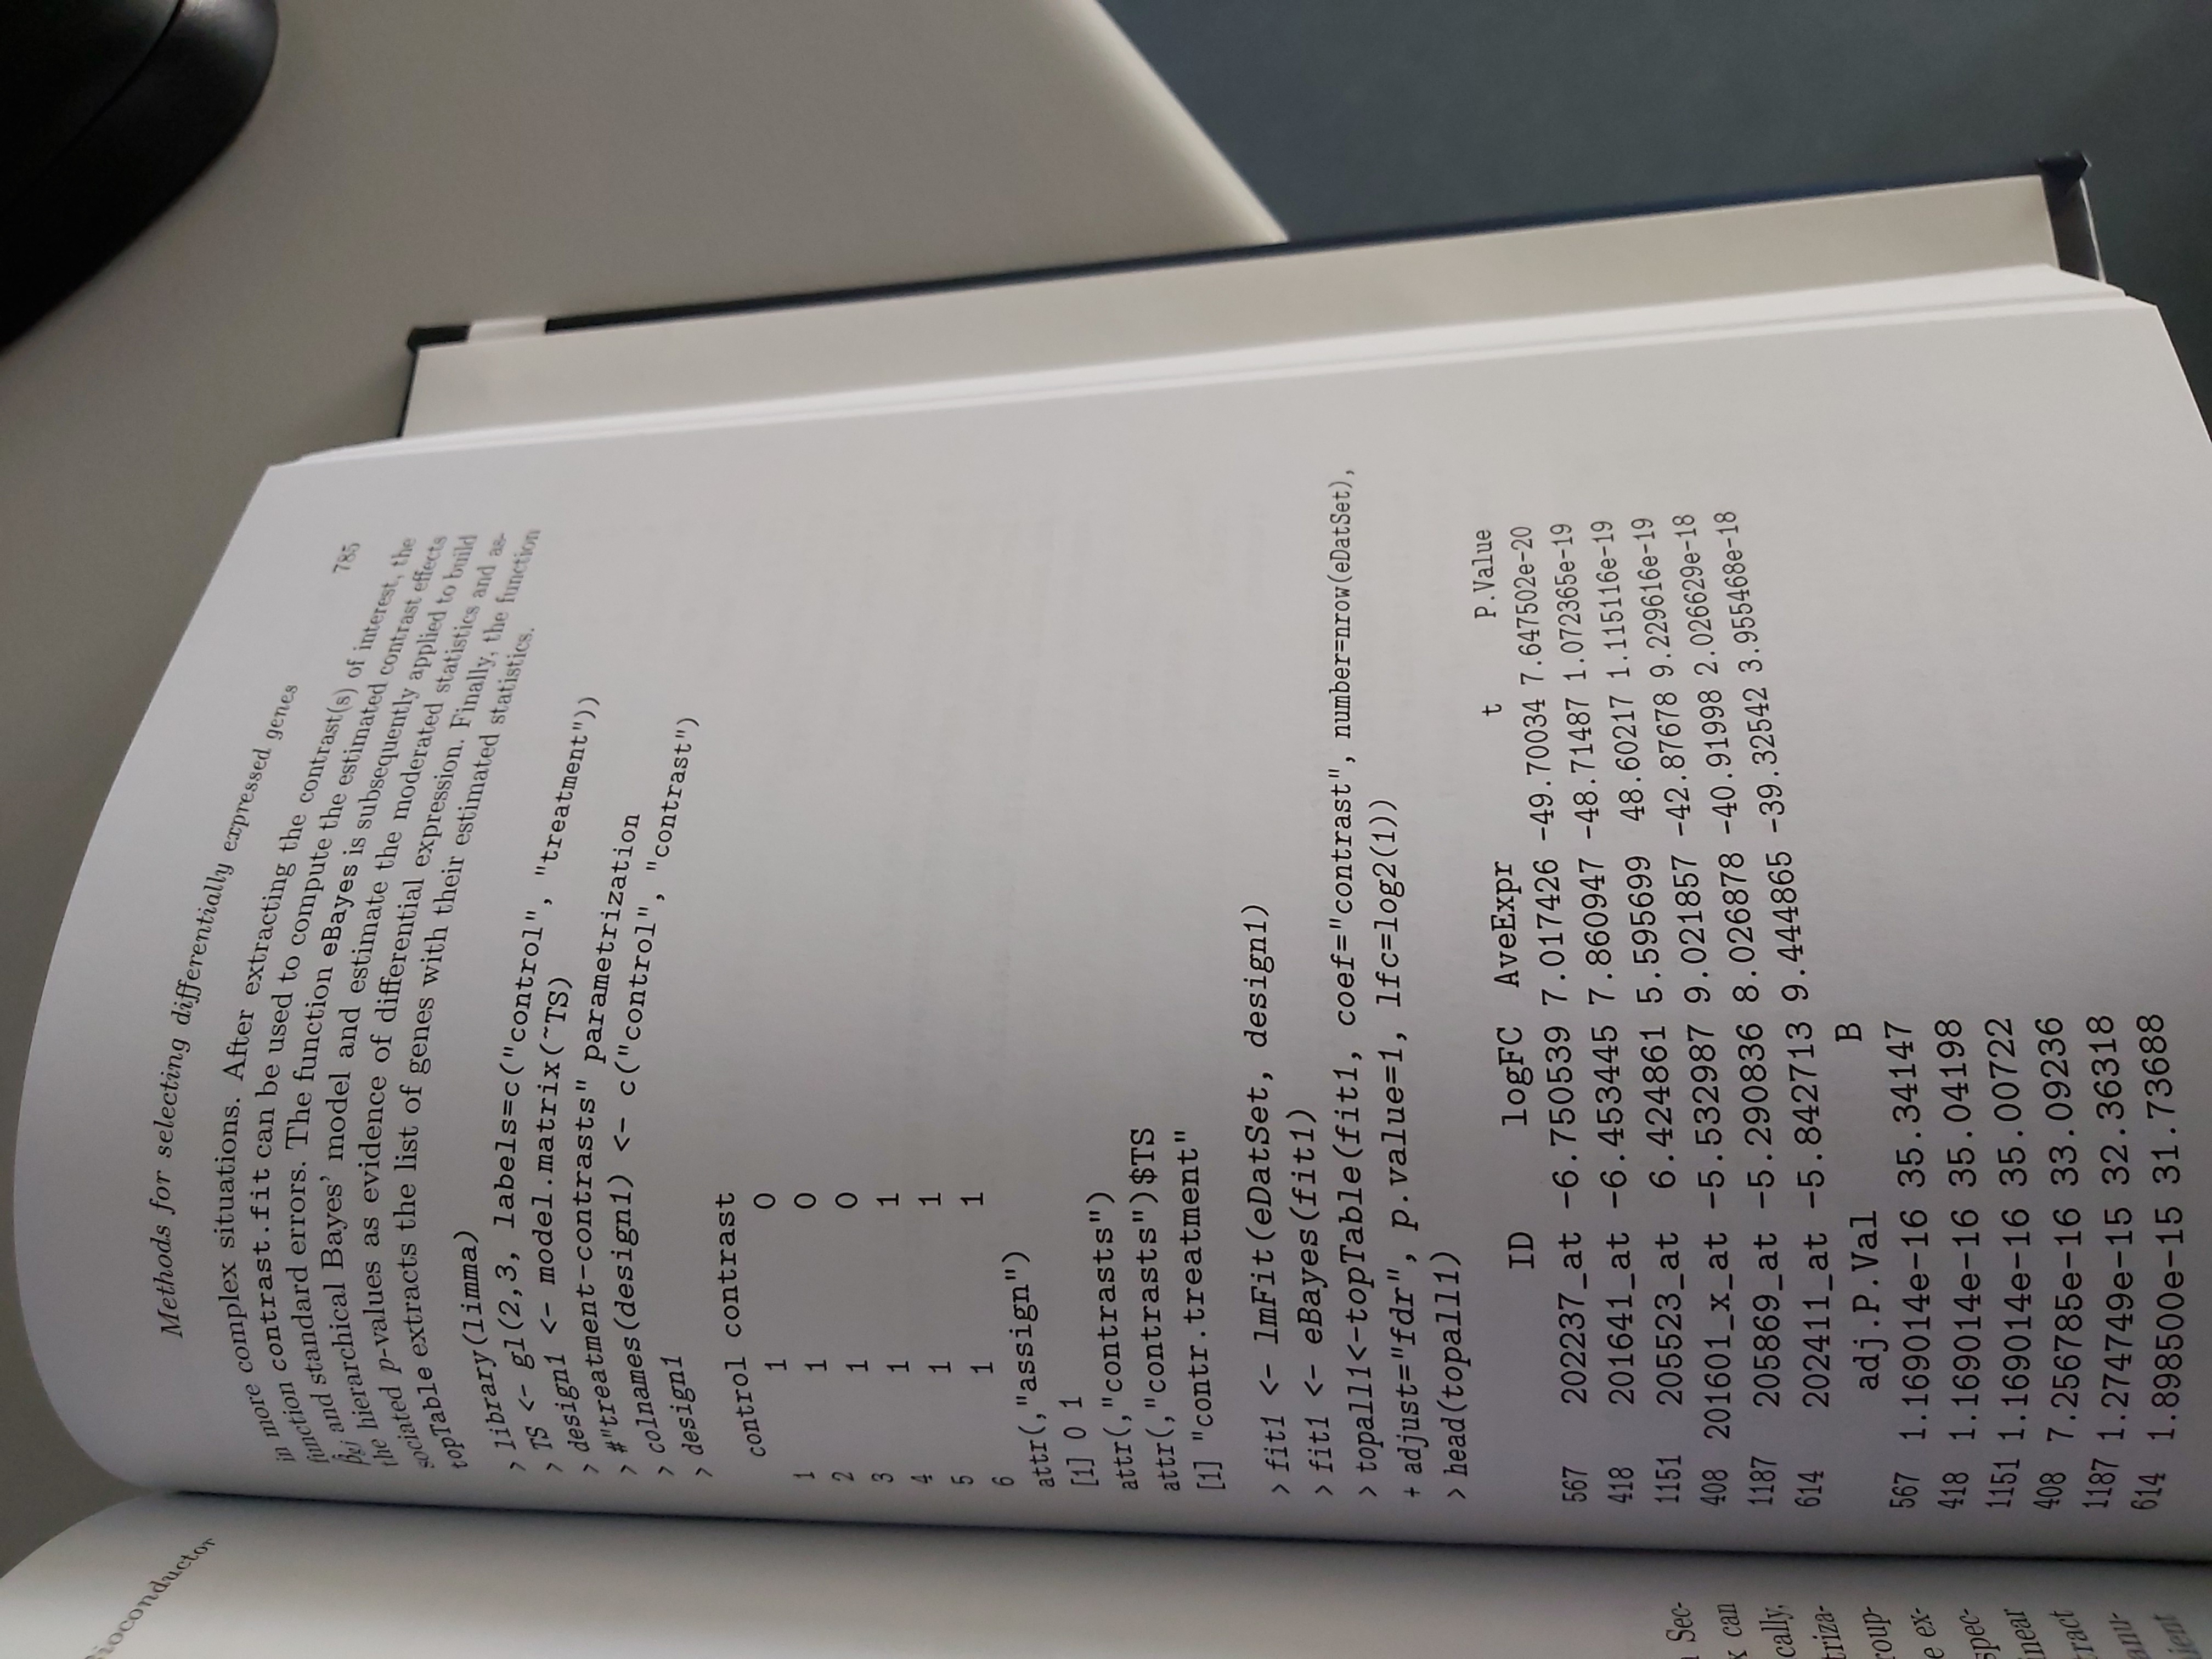 Bioconductor
Sec-
x can
cally,
triza-
roup-
e ex-
spec-
inear
tract
anu-
ient
Methods for selecting differentially expressed genes
785
in more complex situations. After extracting the contrast(s) of interest, the
function contrast.fit can be used to compute the estimated contrast effects
β̂gj and standard errors. The function eBayes is subsequently applied to build
the hierarchical Bayes' model and estimate the moderated statistics and as-
sociated p-values as evidence of differential expression. Finally, the function
topTable extracts the list of genes with their estimated statistics.
> library(limma)
> TS <- gl(2,3, labels=c("control", "treatment"))
> design1 <- model.matrix(~TS)
> #"treatment-contrasts" parametrization
> colnames(design1) <- c("control", "contrast")
> design1
control contrast
1 1 0
2 1 0
3 1 0
4 1 1
5 1 1
6 1 1
attr(,"assign")
[1] 0 1
attr(,"contrasts")
attr(,"contrasts")$TS
[1] "contr.treatment"
> fit1 <- lmFit(eDatSet, design1)
> fit1 <- eBayes(fit1)
> topall1<-topTable(fit1, coef="contrast", number=nrow(eDatSet),
+ adjust="fdr", p.value=1, lfc=log2(1))
> head(topall1)
ID logFC AveExpr t P.Value
567 202237_at -6.750539 7.017426 -49.70034 7.647502e-20
418 201641_at -6.453445 7.860947 -48.71487 1.072365e-19
1151 205523_at 6.424861 5.595699 48.60217 1.115116e-19
408 201601_x_at -5.532987 9.021857 -42.87678 9.229616e-19
1187 205869_at -5.290836 8.026878 -40.91998 2.026629e-18
614 202411_at -5.842713 9.444865 -39.32542 3.955468e-18
adj.P.Val B
567 1.169014e-16 35.34147
418 1.169014e-16 35.04198
1151 1.169014e-16 35.00722
408 7.256785e-16 33.09236
1187 1.274749e-15 32.36318
614 1.898500e-15 31.73688